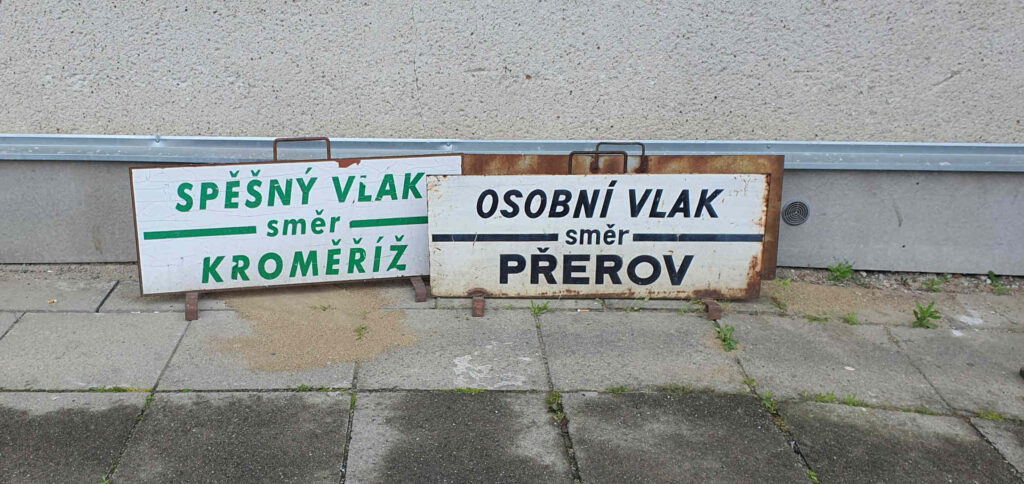 SPĚŠNÝ VLAK
směr
KROMĚŘÍŽ
OSOBNÍ VLAK
směr
PŘEROV